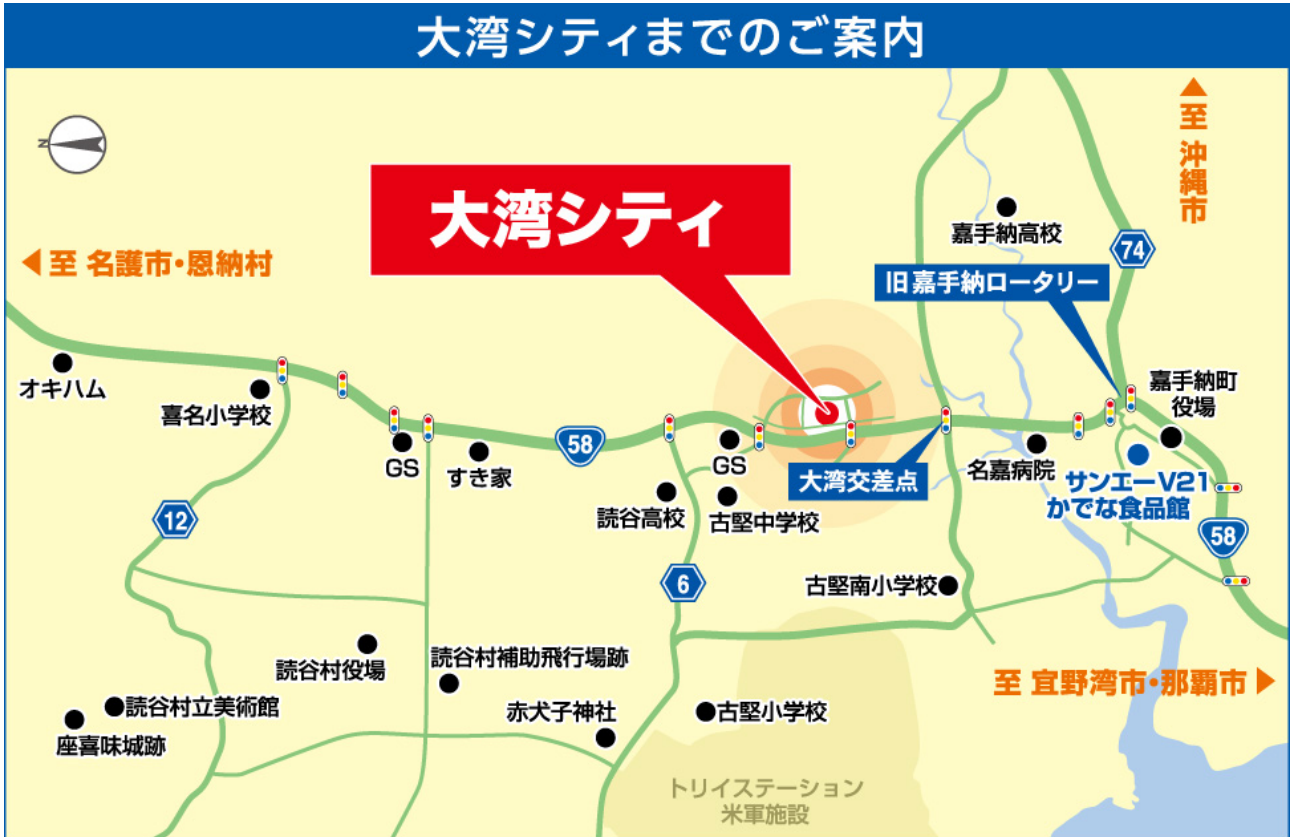 大湾シティまでのご案内
N
至 沖縄市
大湾シティ
嘉手納高校
74
至 名護市・恩納村
旧嘉手納ロータリー
オキハム
喜名小学校
嘉手納町
役場
58
GS
すき家
GS
大湾交差点
名嘉病院
サンエーV21
かでな食品館
読谷高校
古堅中学校
12
58
6
古堅南小学校
読谷村役場
読谷村補助飛行場跡
至 宜野湾市・那覇市
読谷村立美術館
赤犬子神社
古堅小学校
座喜味城跡
トリイステーション
米軍施設